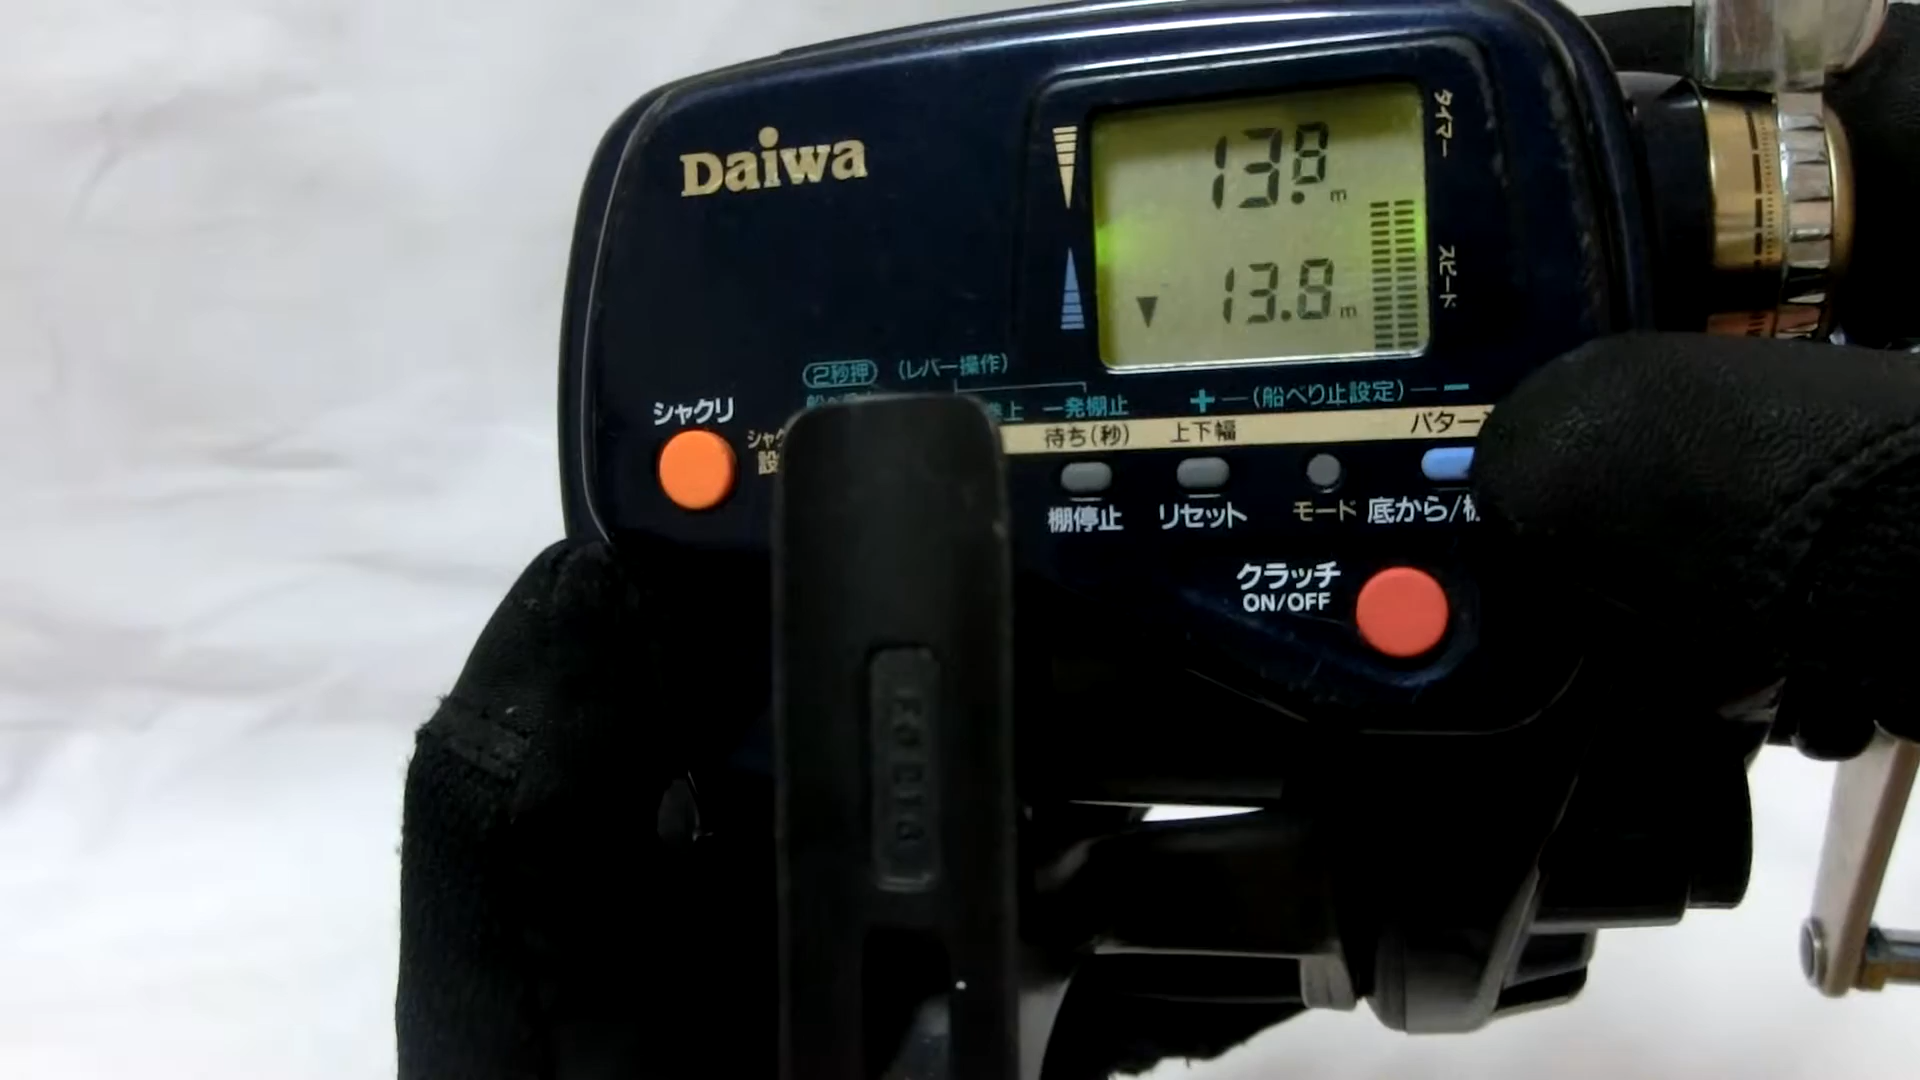 Daiwa
タイマー
13.8 m
スピード
▼ 13.8 m
2秒押 (レバー操作)
一発棚止
+ (船べり止設定) −
シャクリ
待ち(秒)
上下幅
棚停止
リセット
モード
底から/
クラッチ
ON/OFF